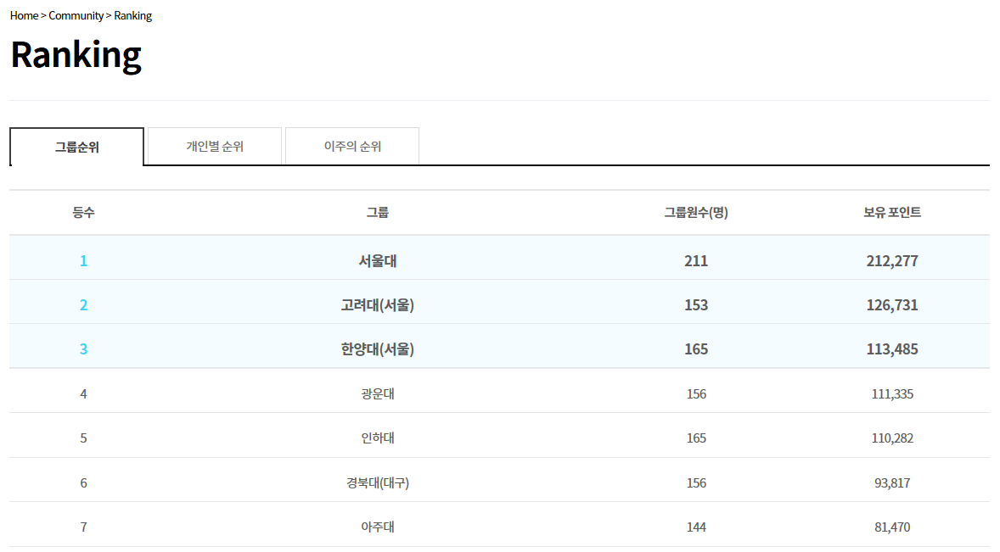 Home > Community > Ranking
Ranking
그룹순위 개인별 순위 이주의 순위
등수 그룹 그룹원수(명) 보유 포인트
1 서울대 211 212,277
2 고려대(서울) 153 126,731
3 한양대(서울) 165 113,485
4 광운대 156 111,335
5 인하대 165 110,282
6 경북대(대구) 156 93,817
7 아주대 144 81,470